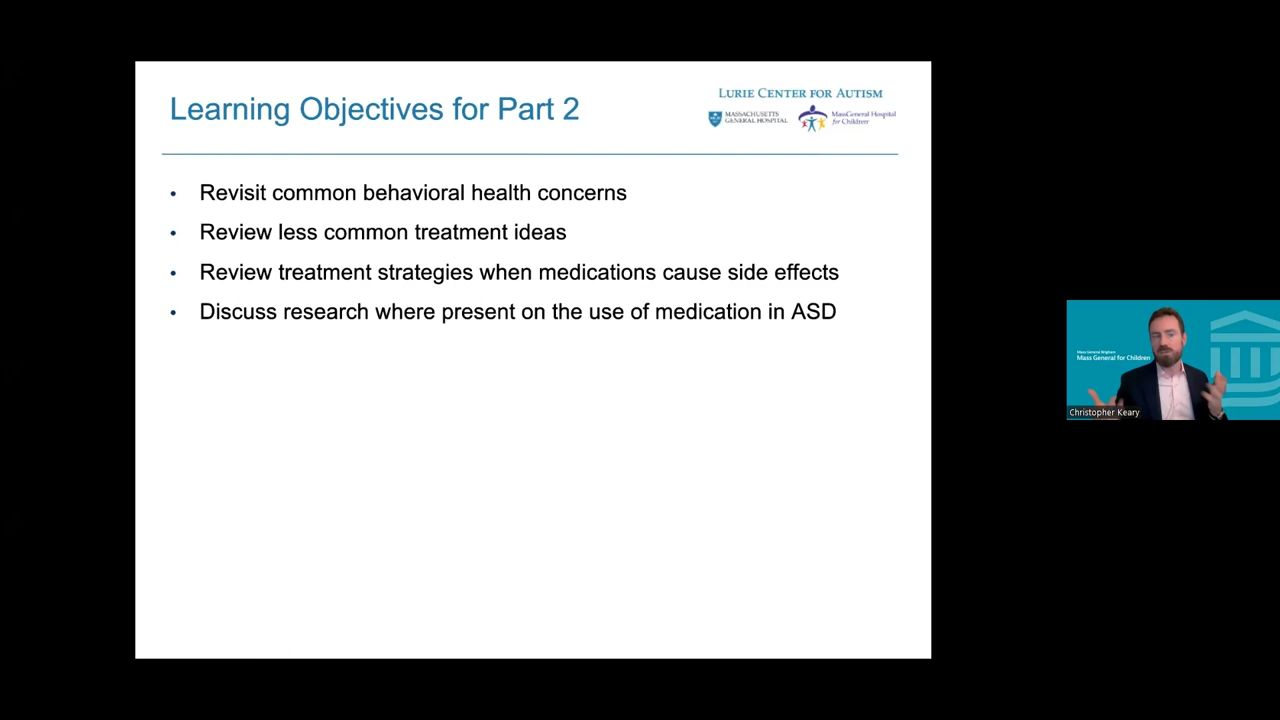 Learning Objectives for Part 2
LURIE CENTER FOR AUTISM
MASSACHUSETTS
GENERAL HOSPITAL
MassGeneral Hospital
for Children
• Revisit common behavioral health concerns
• Review less common treatment ideas
• Review treatment strategies when medications cause side effects
• Discuss research where present on the use of medication in ASD
Mass General Brigham
Mass General for Children
Christopher Keary